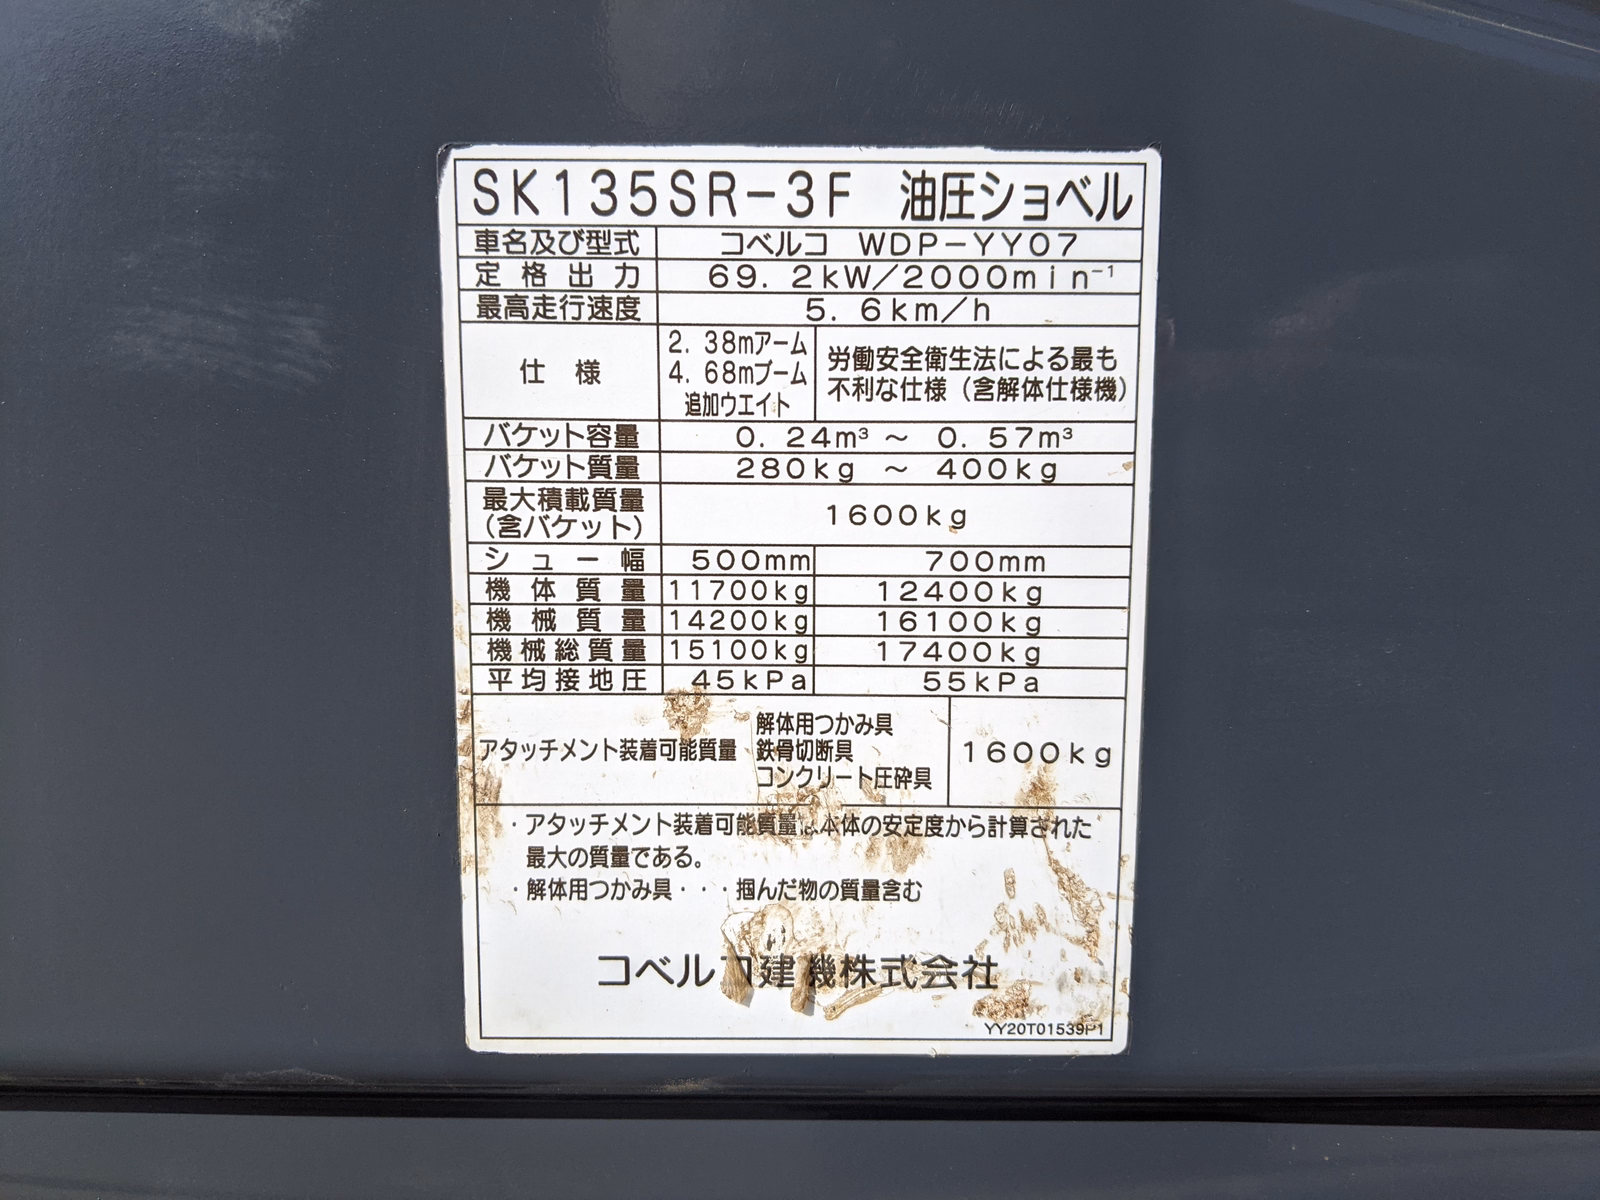 SK135SR-3F 油圧ショベル
車名及び型式 コベルコ WDP-YY07
定格出力 69.2kW/2000min⁻¹
最高走行速度 5.6km/h
仕様
2.38mアーム
4.68mブーム
追加ウエイト
労働安全衛生法による最も
不利な仕様(含解体仕様機)
バケット容量 0.24m³ ~ 0.57m³
バケット質量 280kg ~ 400kg
最大積載質量
(含バケット)
1600kg
シュー幅 500mm 700mm
機体質量 11700kg 12400kg
機械質量 14200kg 16100kg
機械総質量 15100kg 17400kg
平均接地圧 45kPa 55kPa
アタッチメント装着可能質量
解体用つかみ具
鉄骨切断具
コンクリート圧砕具
1600kg
・アタッチメント装着可能質量は本体の安定度から計算された
最大の質量である。
・解体用つかみ具・・・掴んだ物の質量含む
コベルコ建機株式会社
YY20T01539P1